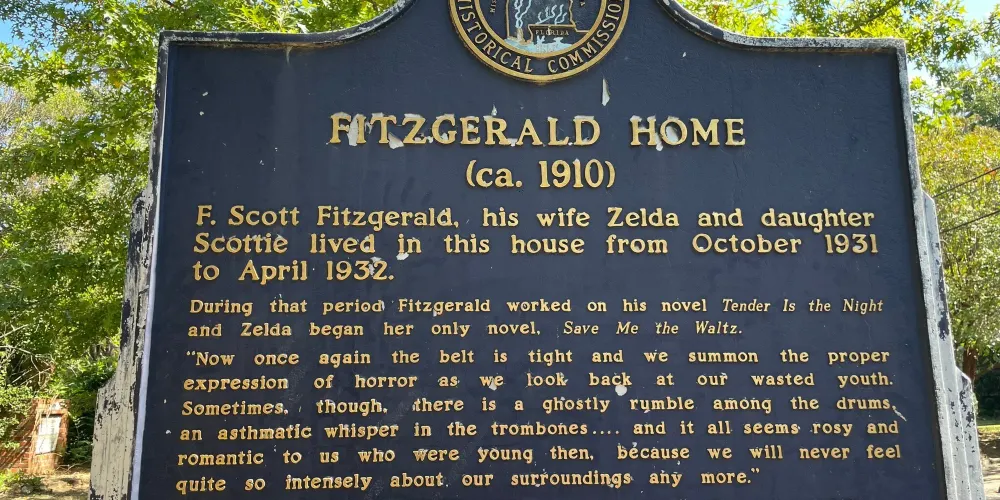 HISTORICAL COMMISSION
FLORIDA
FITZGERALD HOME
(ca. 1910)
F. Scott Fitzgerald, his wife Zelda and daughter
Scottie lived in this house from October 1931
to April 1932.
During that period Fitzgerald worked on his novel Tender Is the Night
and Zelda began her only novel, Save Me the Waltz.
"Now once again the belt is tight and we summon the proper
expression of horror as we look back at our wasted youth.
Sometimes, though, there is a ghostly rumble among the drums,
an asthmatic whisper in the trombones.... and it all seems rosy and
romantic to us who were young then, because we will never feel
quite so intensely about our surroundings any more."